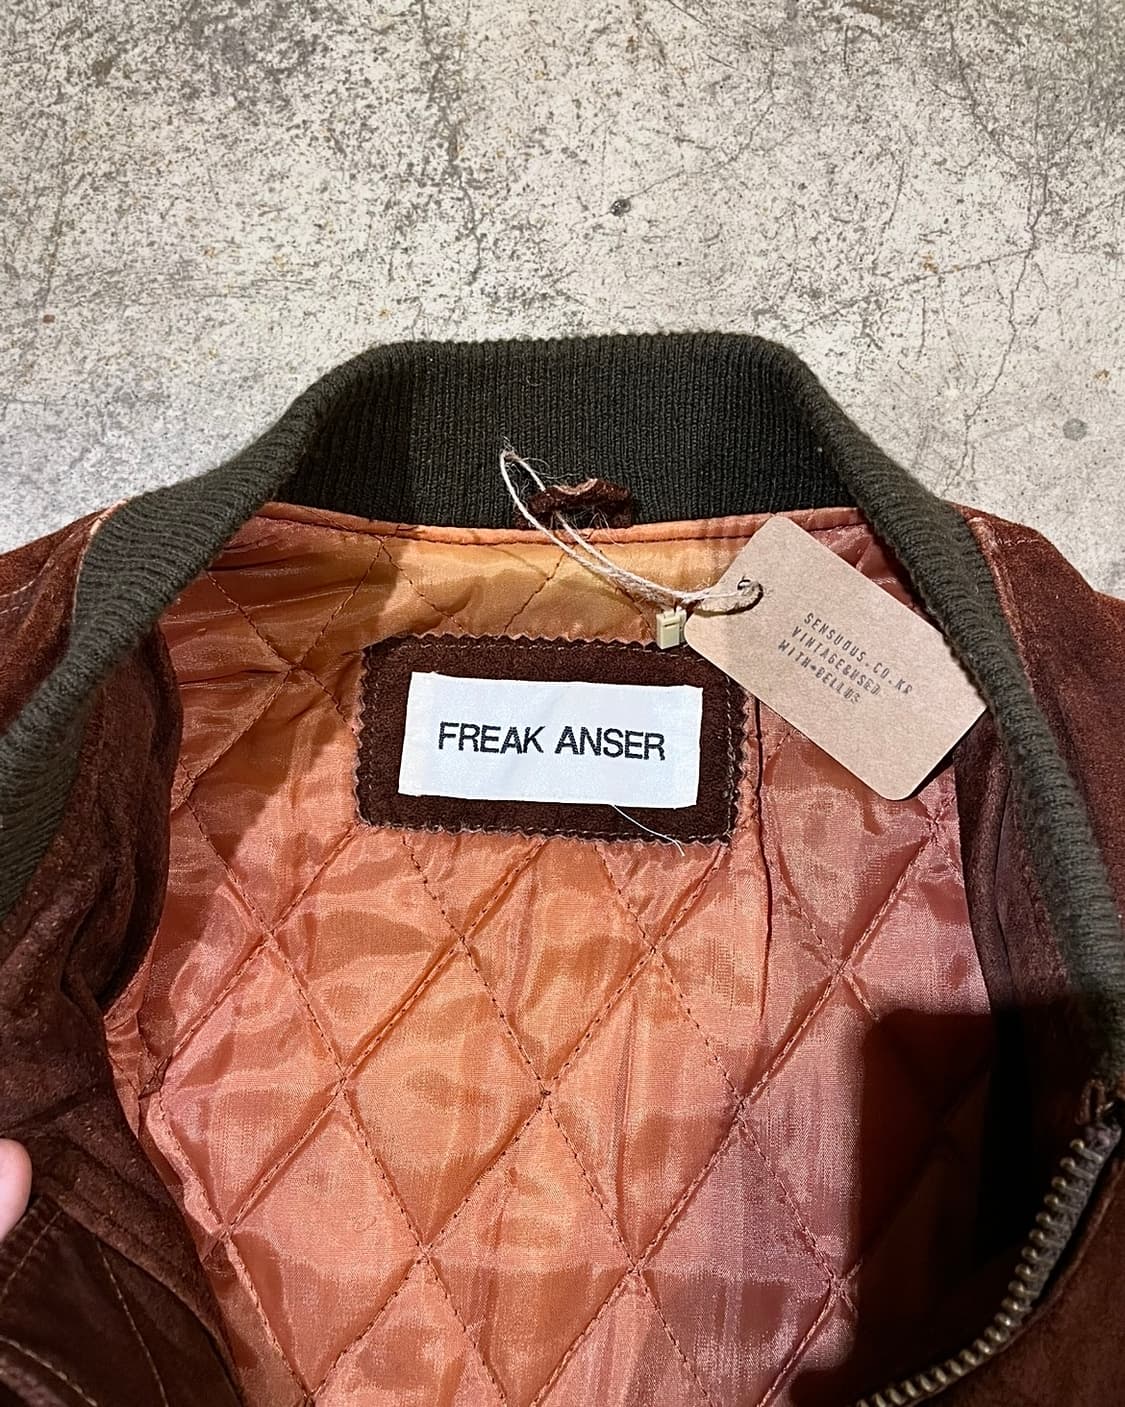 FREAK ANSER
SENSUOUS.CO.KR
VINTAGE&USED
WITH+BELLUS